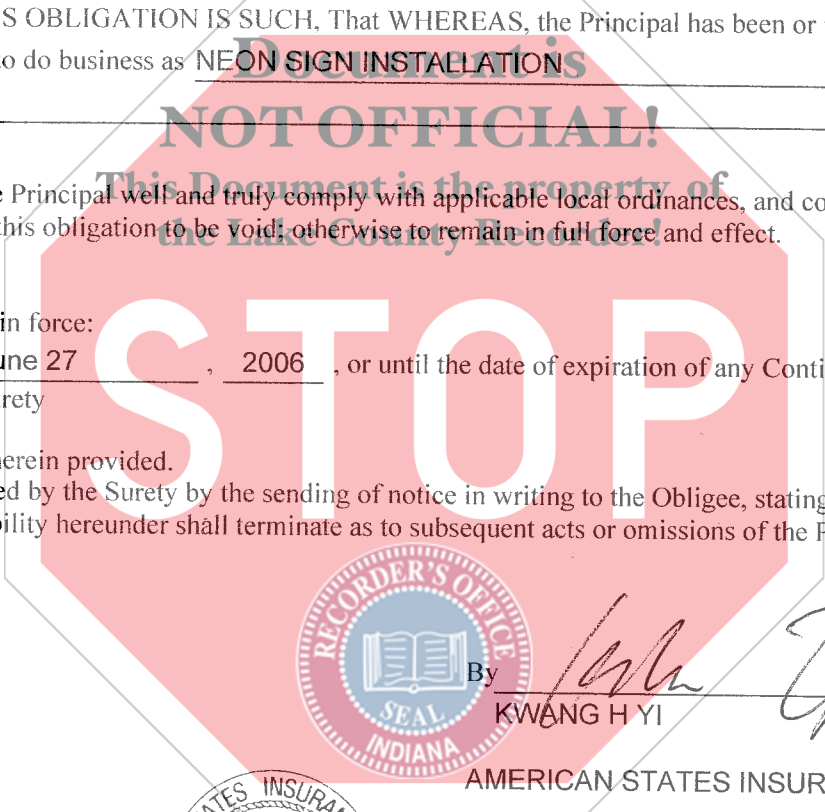 S OBLIGATION IS SUCH, That WHEREAS, the Principal has been or
o do business as NEON SIGN INSTALLATION
Document is
NOT OFFICIAL!
This Document is the property of
the Lake County Recorder!
e Principal well and truly comply with applicable local ordinances, and co
this obligation to be void; otherwise to remain in full force and effect.
in force:
une 27 , 2006 , or until the date of expiration of any Conti
rety
STOP
erein provided.
ed by the Surety by the sending of notice in writing to the Obligee, stating
bility hereunder shall terminate as to subsequent acts or omissions of the P
RECORDER'S OFFICE
SEAL
INDIANA
By
KWANG H YI
AMERICAN STATES INSUR
ATES INSURAN